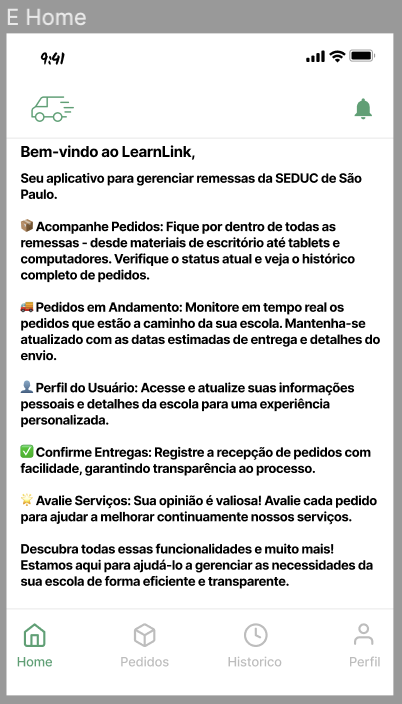 E Home
9:41
Bem-vindo ao LearnLink,
Seu aplicativo para gerenciar remessas da SEDUC de São
Paulo.
📦 Acompanhe Pedidos: Fique por dentro de todas as
remessas - desde materiais de escritório até tablets e
computadores. Verifique o status atual e veja o histórico
completo de pedidos.
🚚 Pedidos em Andamento: Monitore em tempo real os
pedidos que estão a caminho da sua escola. Mantenha-se
atualizado com as datas estimadas de entrega e detalhes do
envio.
👤 Perfil do Usuário: Acesse e atualize suas informações
pessoais e detalhes da escola para uma experiência
personalizada.
✅ Confirme Entregas: Registre a recepção de pedidos com
facilidade, garantindo transparência ao processo.
🌟 Avalie Serviços: Sua opinião é valiosa! Avalie cada pedido
para ajudar a melhorar continuamente nossos serviços.
Descubra todas essas funcionalidades e muito mais!
Estamos aqui para ajudá-lo a gerenciar as necessidades da
sua escola de forma eficiente e transparente.
Home Pedidos Historico Perfil